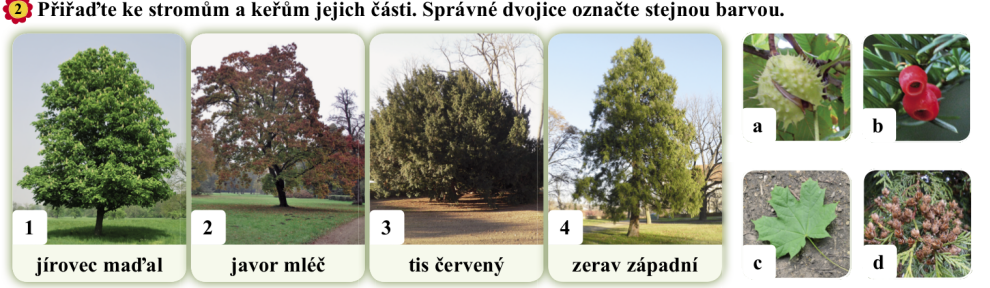 2 Přiřaďte ke stromům a keřům jejich části. Správné dvojice označte stejnou barvou.
1
jírovec maďal
2
javor mléč
3
tis červený
4
zerav západní
a
b
c
d